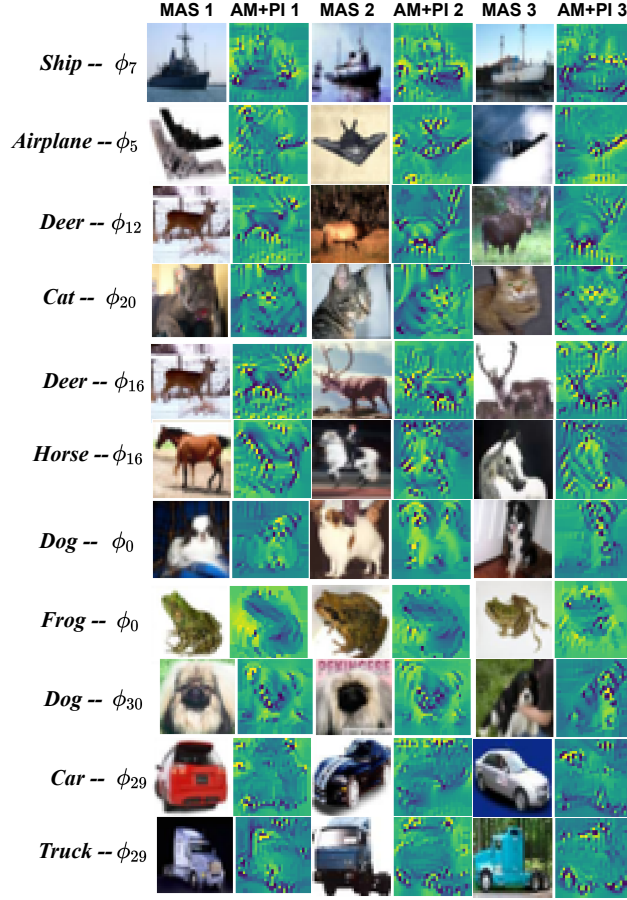 MAS 1 AM+PI 1 MAS 2 AM+PI 2 MAS 3 AM+PI 3
Ship -- ϕ7
Airplane -- ϕ5
Deer -- ϕ12
Cat -- ϕ20
Deer -- ϕ16
Horse -- ϕ16
Dog -- ϕ0
Frog -- ϕ0
PEKINGESE
Dog -- ϕ30
Car -- ϕ29
Truck -- ϕ29